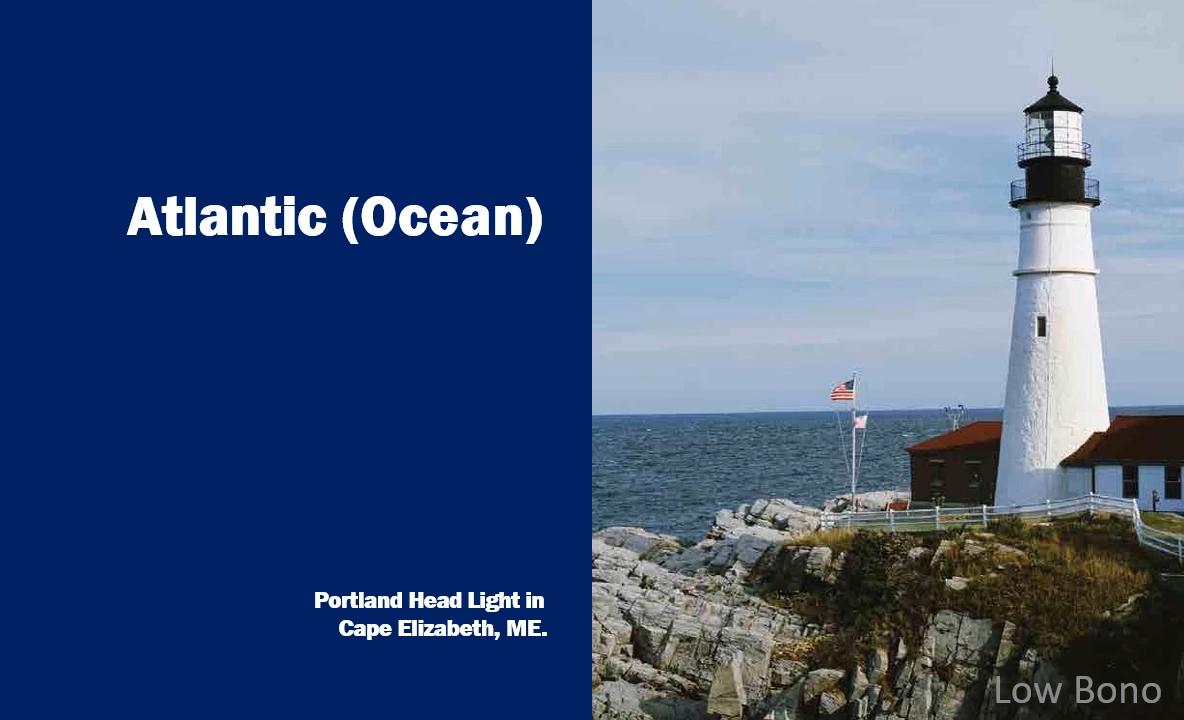 Atlantic (Ocean)
Portland Head Light in
Cape Elizabeth, ME.
Low Bono